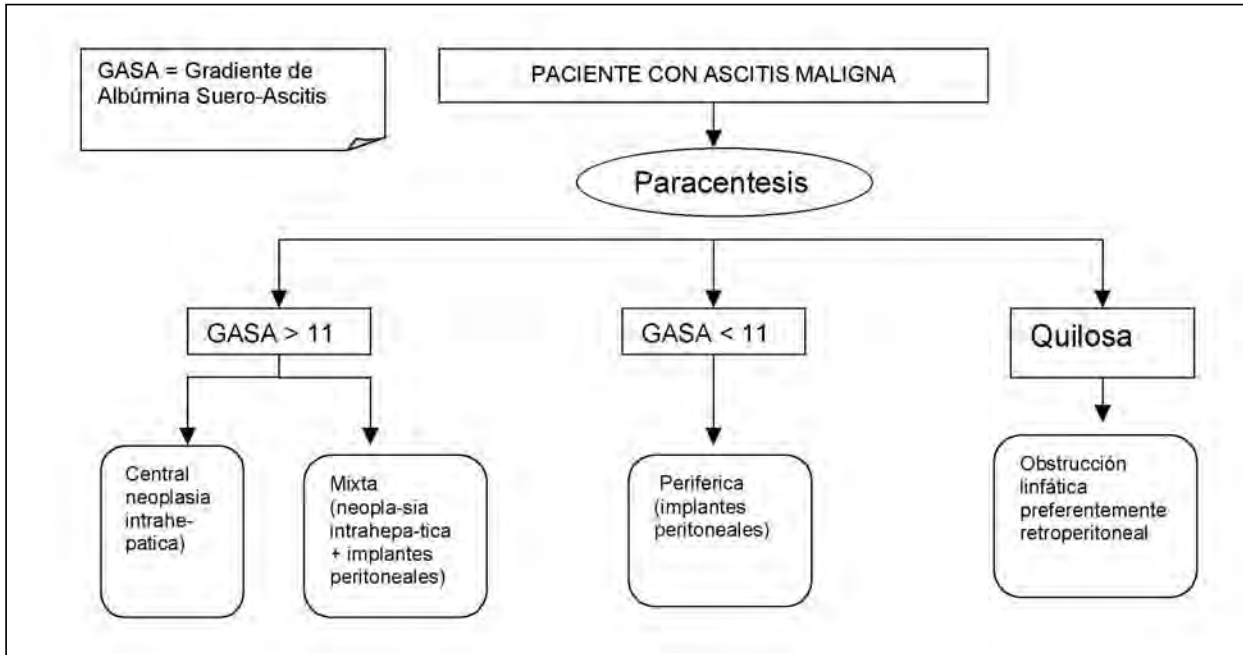 GASA = Gradiente de
Albúmina Suero-Ascitis
PACIENTE CON ASCITIS MALIGNA
Paracentesis
GASA > 11
GASA < 11
Quilosa
Central
neoplasia
intrahe-
patica)
Mixta
(neopla-sia
intrahepa-tica
+ implantes
peritoneales)
Periferica
(implantes
peritoneales)
Obstrucción
linfática
preferentemente
retroperitoneal